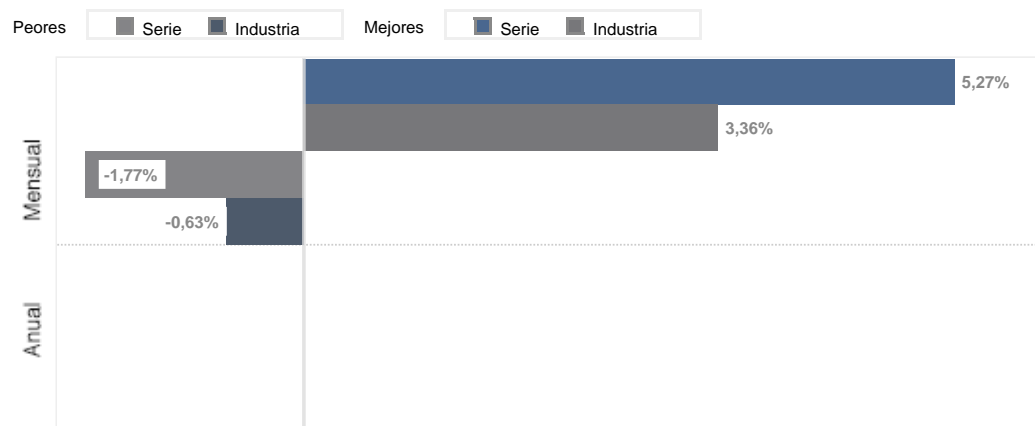 Peores Serie Industria Mejores Serie Industria
5,27%
3,36%
Mensual
-1,77%
-0,63%
Anual